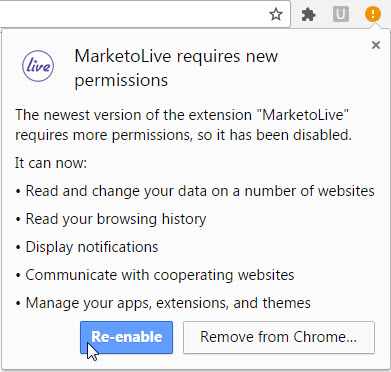 U
live
MarketoLive requires new
permissions
The newest version of the extension "MarketoLive"
requires more permissions, so it has been disabled.
It can now:
• Read and change your data on a number of websites
• Read your browsing history
• Display notifications
• Communicate with cooperating websites
• Manage your apps, extensions, and themes
Re-enable
Remove from Chrome...